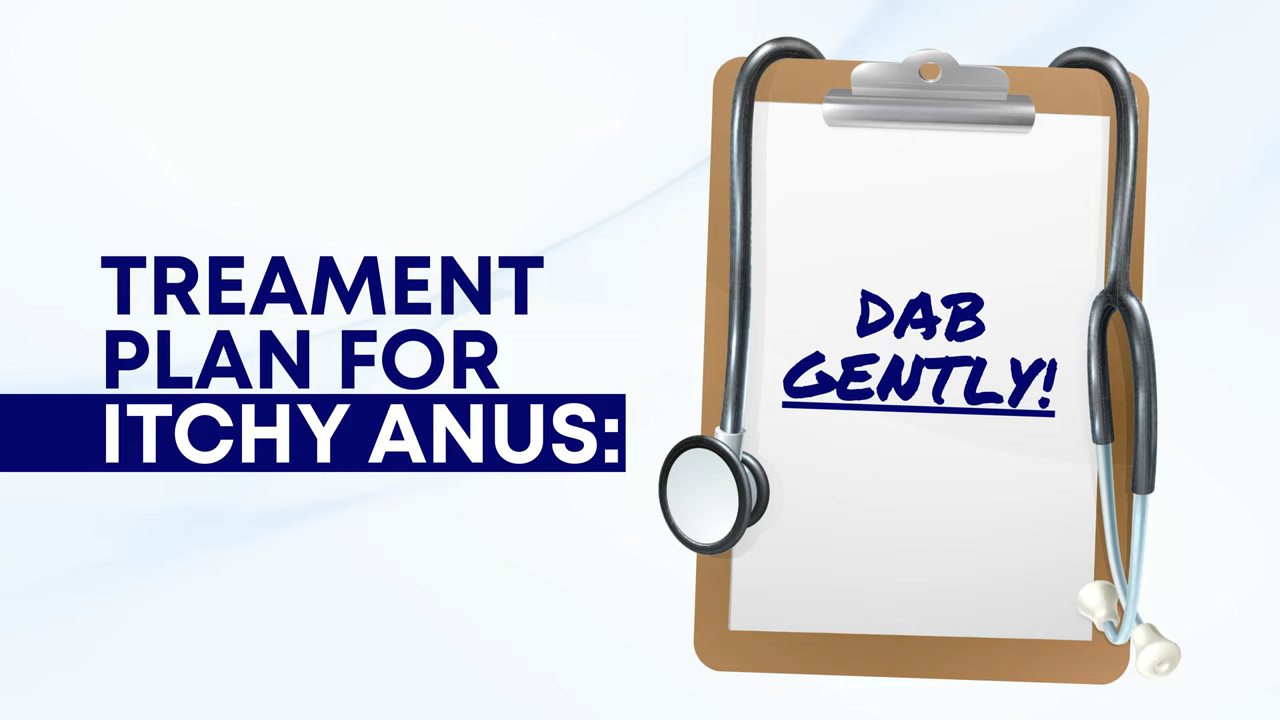 TREAMENT
PLAN FOR
ITCHY ANUS:
DAB
GENTLY!